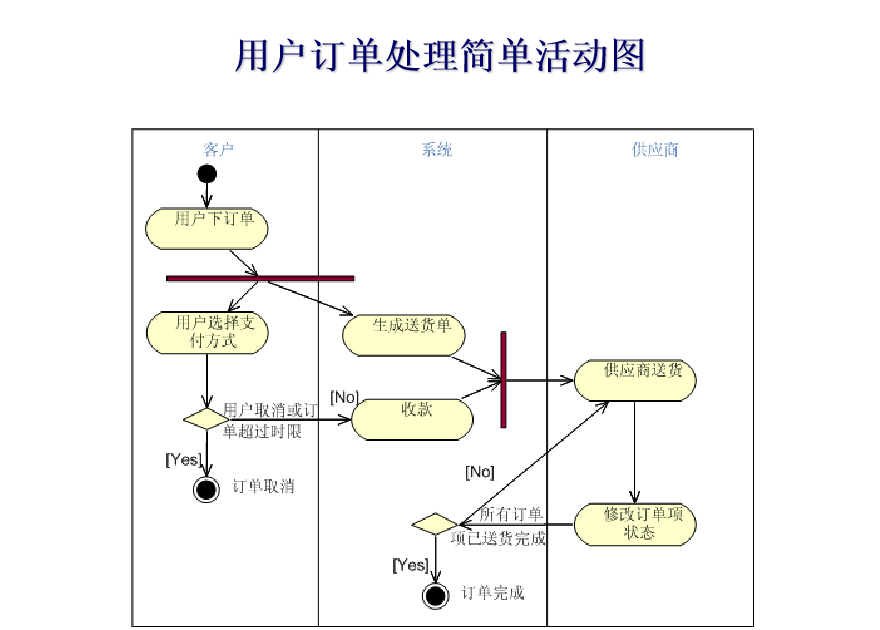 用户订单处理简单活动图
客户
系统
供应商
用户下订单
用户选择支
付方式
生成送货单
供应商送货
[No]
用户取消或订
单超过时限
收款
[Yes]
订单取消
[No]
所有订单
项已送货完成
修改订单项
状态
[Yes]
订单完成